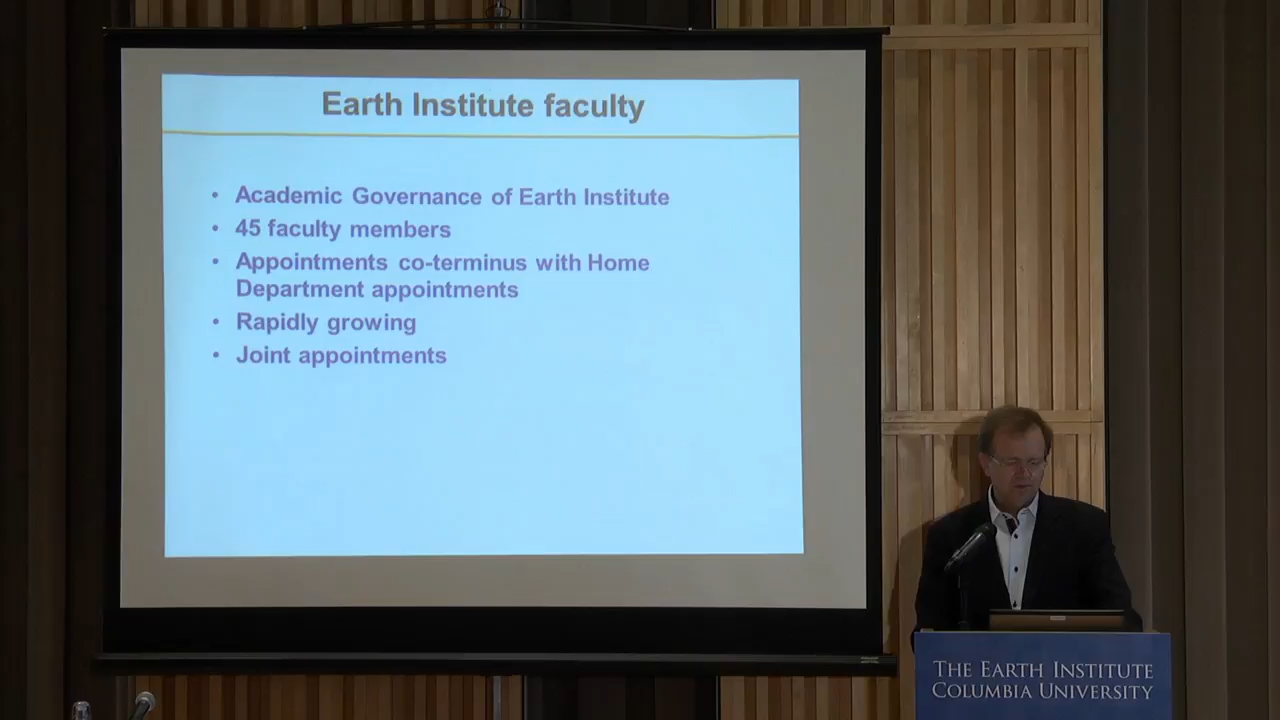 Earth Institute faculty
• Academic Governance of Earth Institute
• 45 faculty members
• Appointments co-terminus with Home
Department appointments
• Rapidly growing
• Joint appointments
THE EARTH INSTITUTE
COLUMBIA UNIVERSITY